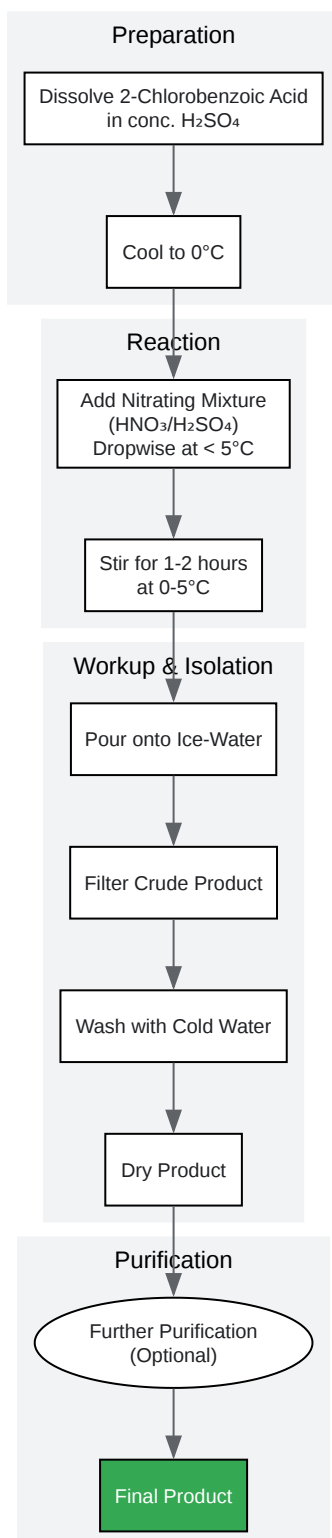 Preparation
Dissolve 2-Chlorobenzoic Acid
in conc. H₂SO₄
Cool to 0°C
Reaction
Add Nitrating Mixture
(HNO₃/H₂SO₄)
Dropwise at < 5°C
Stir for 1-2 hours
at 0-5°C
Workup & Isolation
Pour onto Ice-Water
Filter Crude Product
Wash with Cold Water
Dry Product
Purification
Further Purification
(Optional)
Final Product